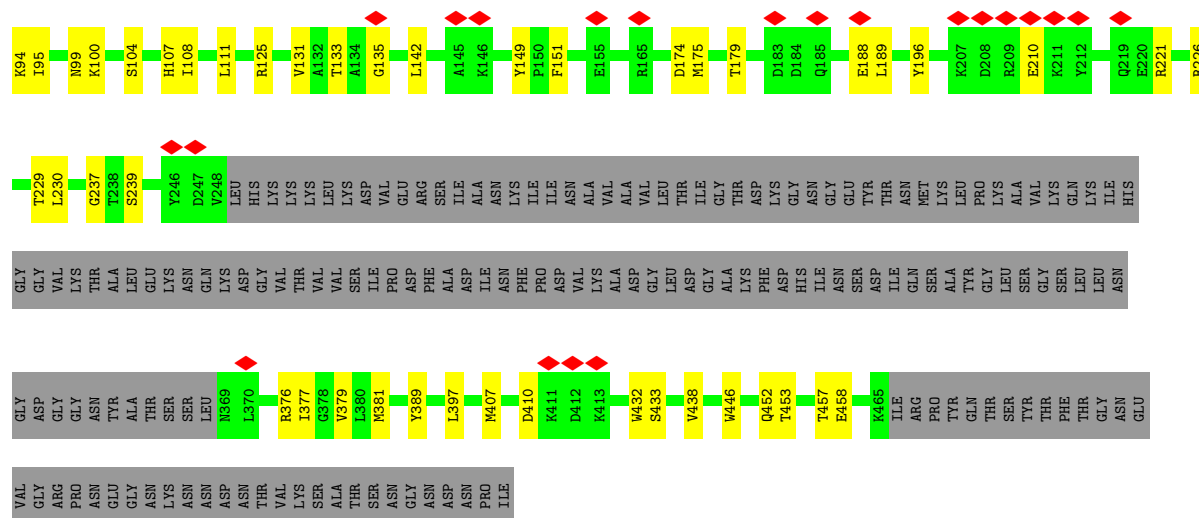 K94 I95 N99 K100 S104 H107 I108 L111 R125 V131 A132 T133 A134 G135 L142 A145 K146 Y149 P150 F151 E155 R165 D174 M175 T179 D183 D184 Q185 E188 L189 Y196 K207 D208 R209 E210 K211 Y212 Q219 E220 R221
T229 L230 G237 T238 S239 Y246 D247 V248 LEU HIS LYS LYS LYS LEU LYS ASP VAL GLU ARG SER ILE ALA ASN LYS ILE ILE ASN ALA VAL ALA VAL LEU THR ILE GLY THR ASP LYS GLY ASN GLY GLU TYR THR ASN MET LYS LEU PRO LYS ALA VAL LYS GLN LYS ILE HIS
GLY GLY VAL LYS THR ALA LEU GLU LYS ASN GLN LYS ASP GLY VAL THR VAL VAL SER ILE PRO ASP PHE ALA ASP ILE ASN PHE PRO ASP VAL LYS ALA ASP GLY LEU ASP GLY ALA LYS PHE ASP HIS ILE ASN SER ASP ILE GLN SER ALA TYR GLY LEU SER GLY SER LEU LEU ASN
GLY ASP GLY GLY ASN TYR ALA THR SER SER LEU N369 L370 R376 I377 G378 V379 L380 M381 Y389 L397 M407 D410 K411 D412 K413 W432 S433 V438 W446 Q452 T453 T457 E458 K465 ILE ARG PRO TYR GLN THR SER TYR THR PHE THR GLY ASN GLU
VAL GLY ARG PRO ASN GLU GLY ASN LYS ASN ASN ASP ASN THR VAL LYS SER ALA THR SER ASN GLY ASN ASP ASN PRO ILE